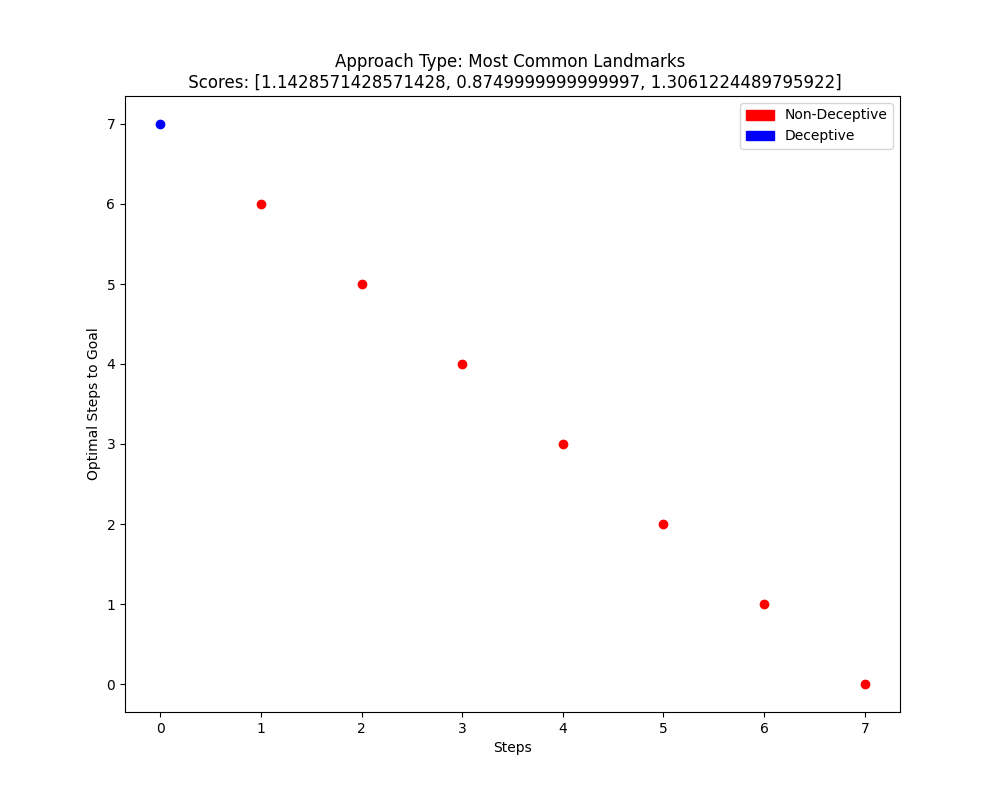 Approach Type: Most Common Landmarks
Scores: [1.1428571428571428, 0.8749999999999997, 1.3061224489795922]
Non-Deceptive
Deceptive
7
6
5
4
3
2
1
0
Optimal Steps to Goal
0 1 2 3 4 5 6 7
Steps